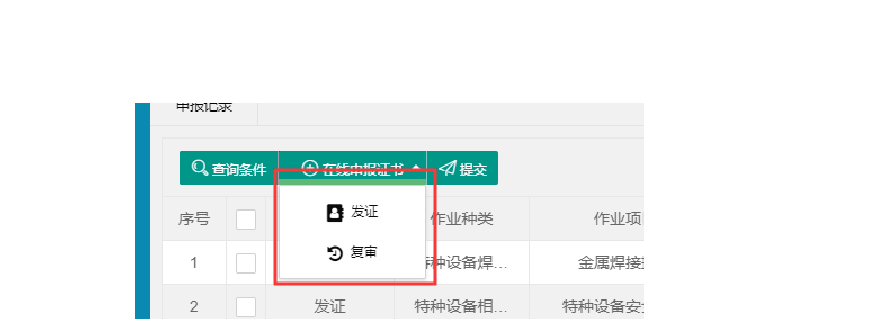 申报记录
查询条件 在线申报证书 提交
序号 作业种类 作业项
发证
复审
1 特种设备焊... 金属焊接
2 发证 特种设备相... 特种设备安